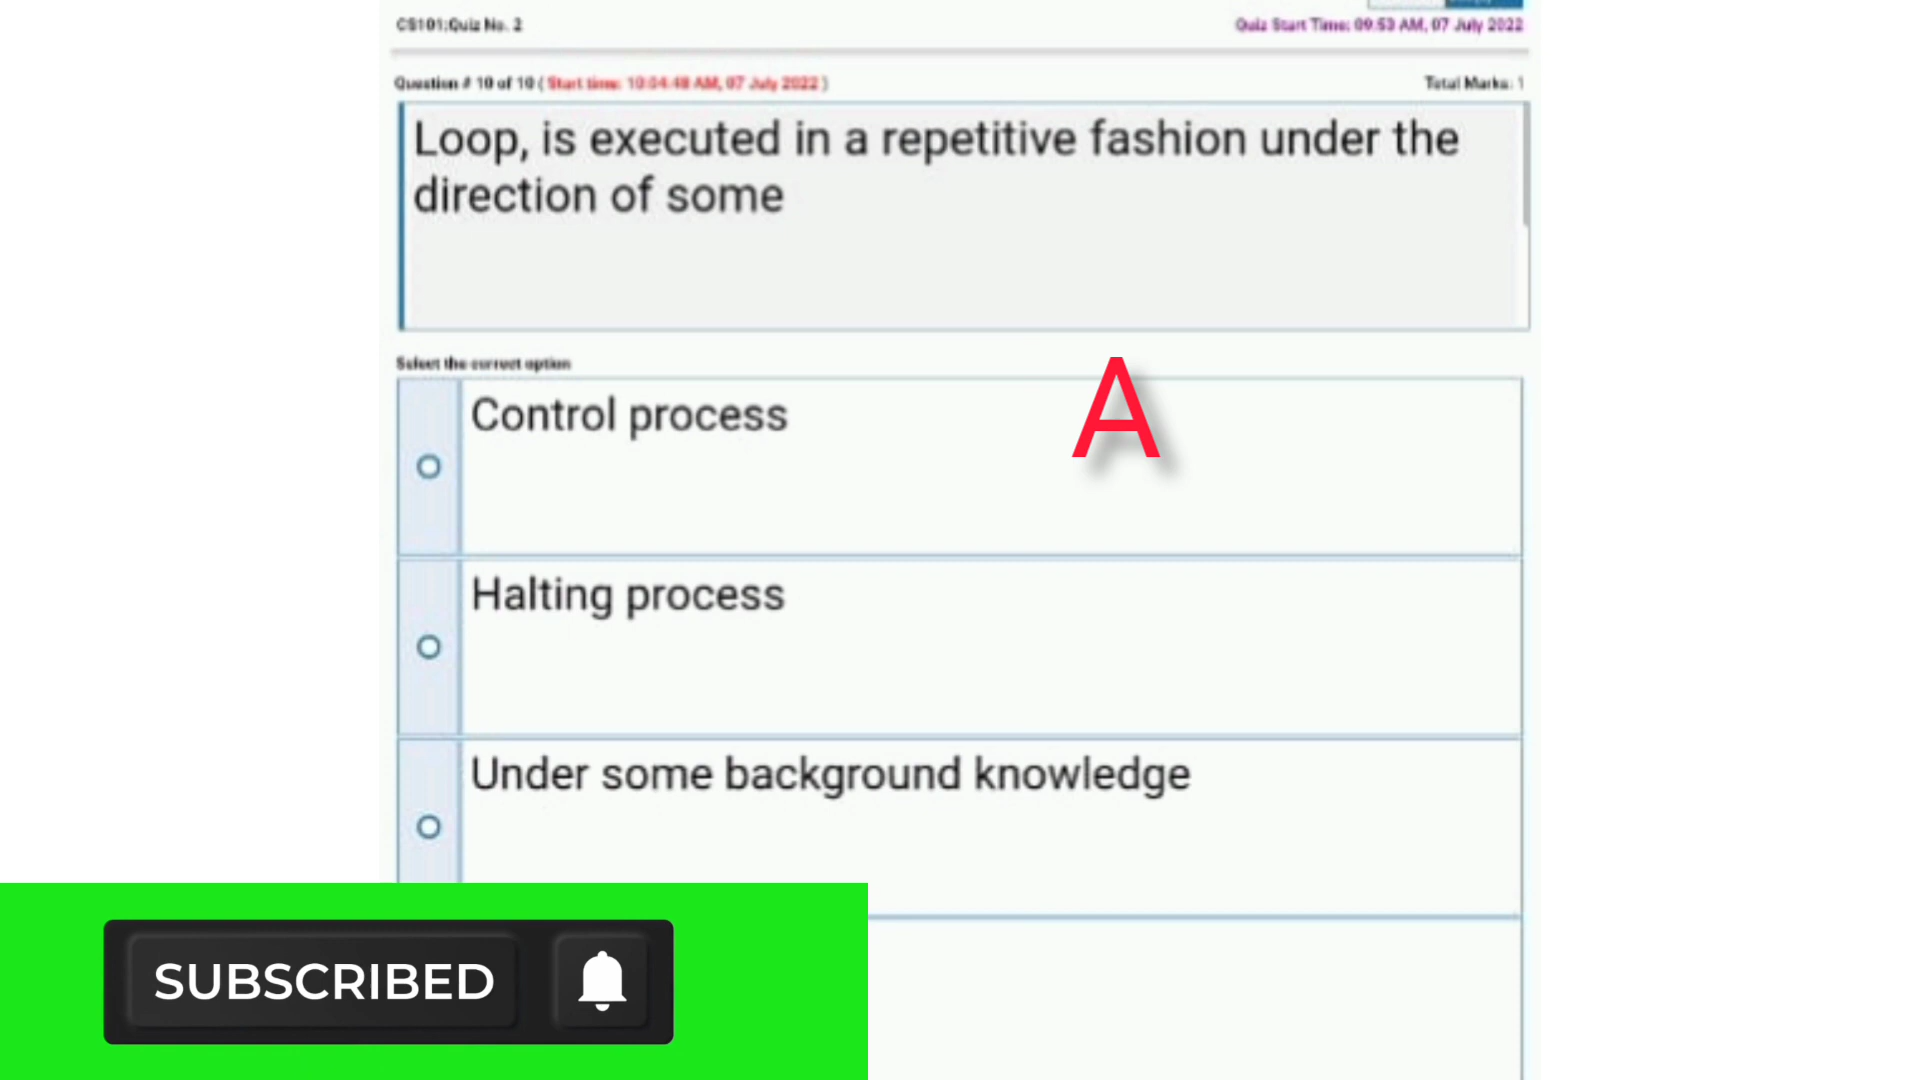 CS101:Quiz No. 2
Quiz Start Time: 09:53 AM, 07 July 2022
Question # 10 of 10 ( Start time: 10:04:48 AM, 07 July 2022 )
Total Marks: 1
Loop, is executed in a repetitive fashion under the
direction of some
Select the correct option
A
Control process
Halting process
Under some background knowledge
SUBSCRIBED